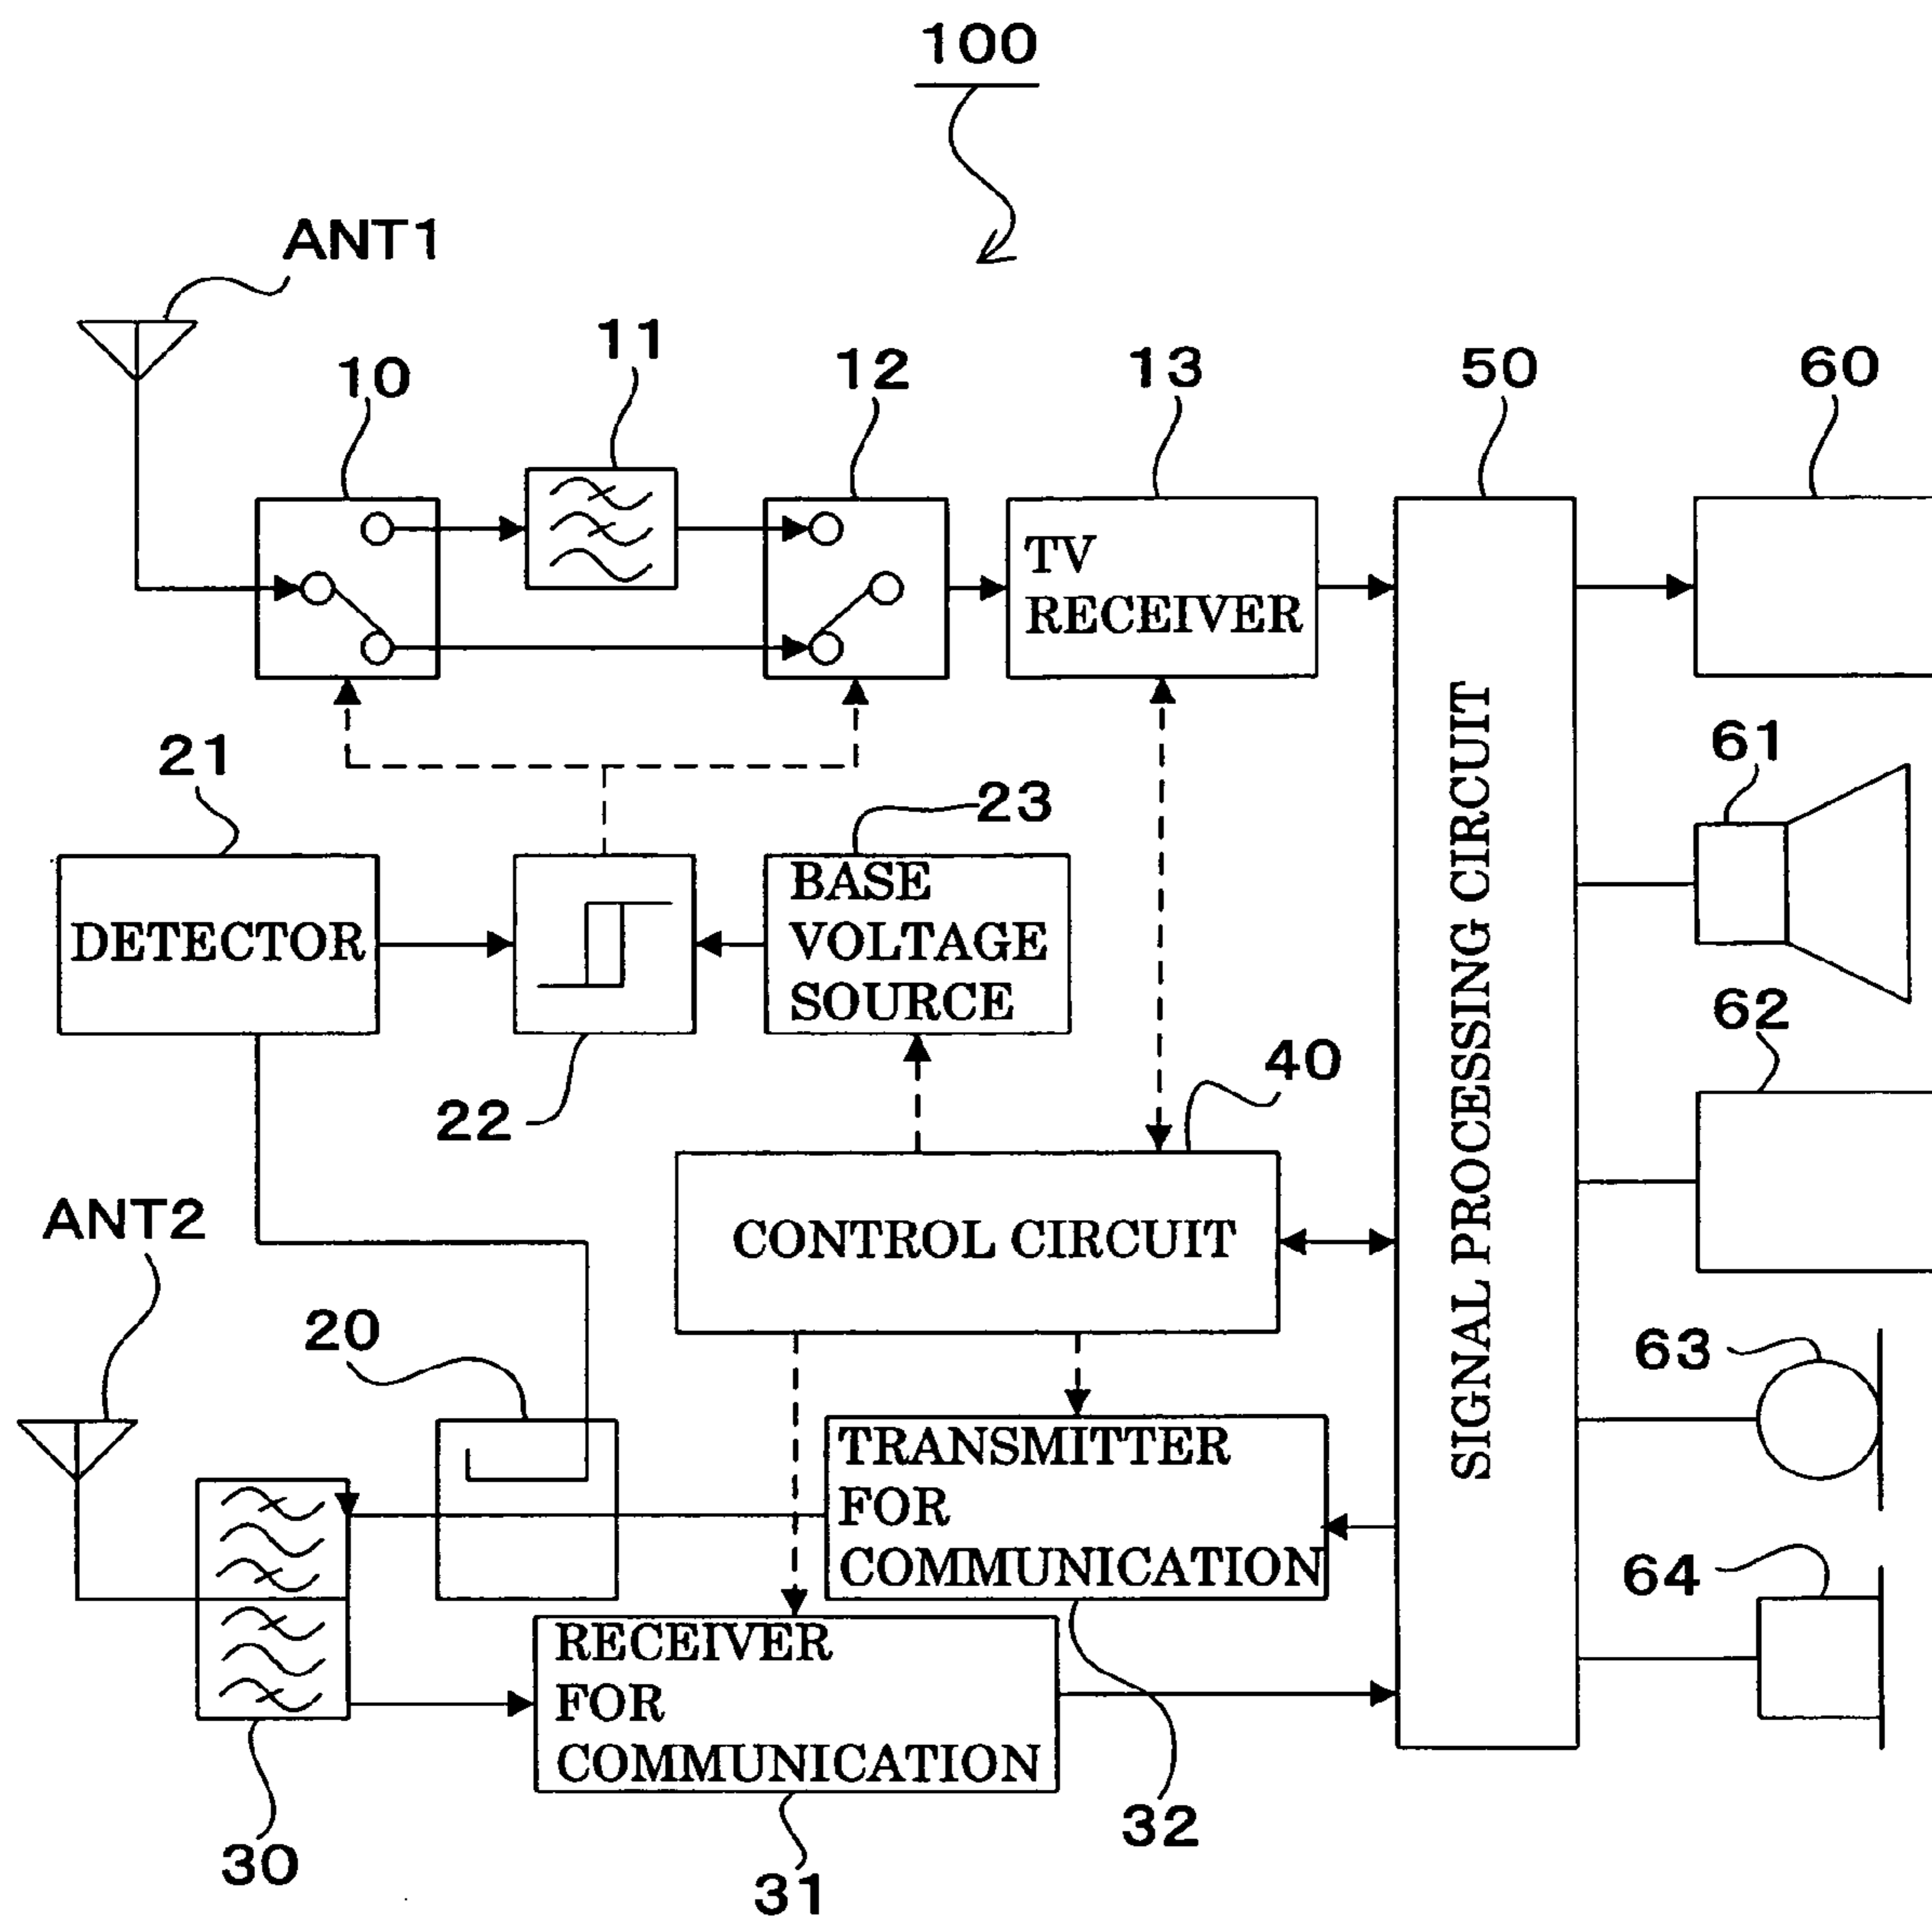 100
ANT1
10
11
12
13
50
60
TV
RECEIVER
21
23
61
DETECTOR
BASE
VOLTAGE
SOURCE
22
40
62
SIGNAL PROCESSING CIRCUIT
ANT2
CONTROL CIRCUIT
20
63
TRANSMITTER
FOR
COMMUNICATION
64
RECEIVER
FOR
COMMUNICATION
30
31
32